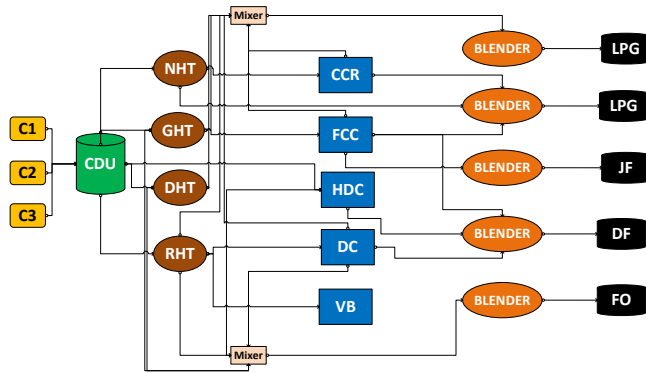 Mixer
BLENDER
LPG
NHT
CCR
BLENDER
LPG
C1
GHT
FCC
C2
CDU
BLENDER
JF
DHT
HDC
C3
BLENDER
DF
RHT
DC
VB
BLENDER
FO
Mixer